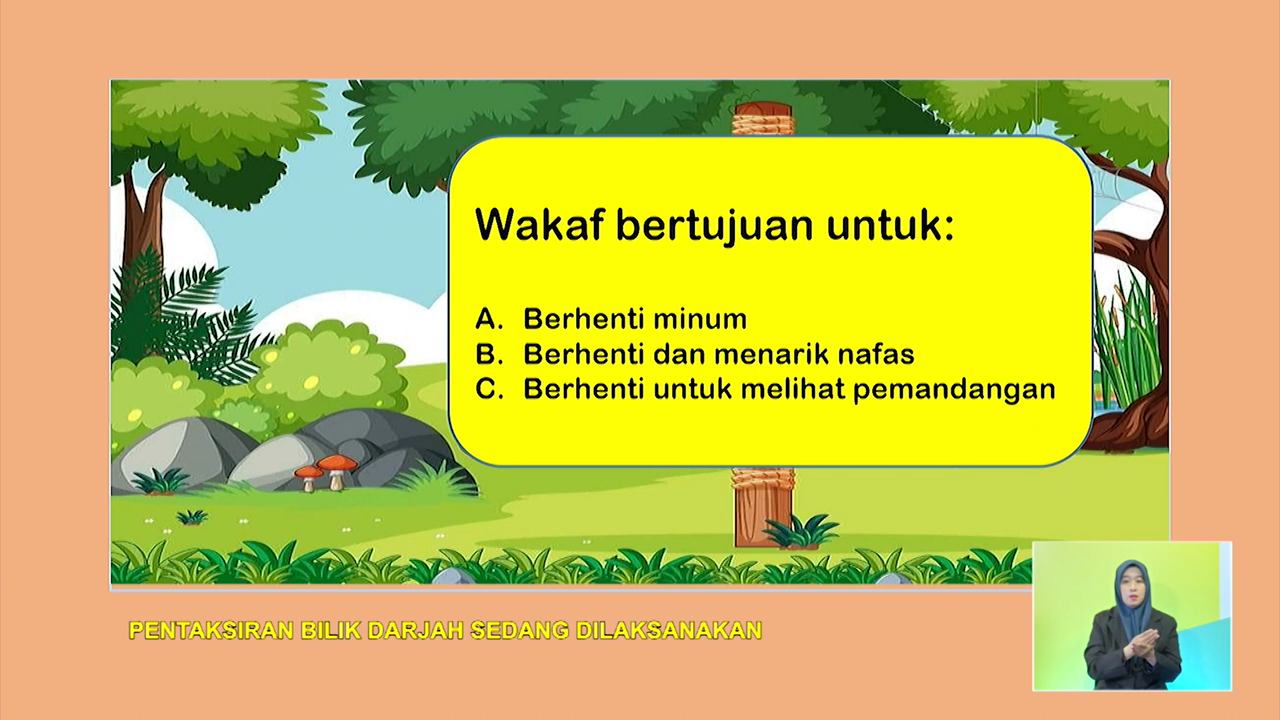 Wakaf bertujuan untuk:
A. Berhenti minum
B. Berhenti dan menarik nafas
C. Berhenti untuk melihat pemandangan
PENTAKSIRAN BILIK DARJAH SEDANG DILAKSANAKAN